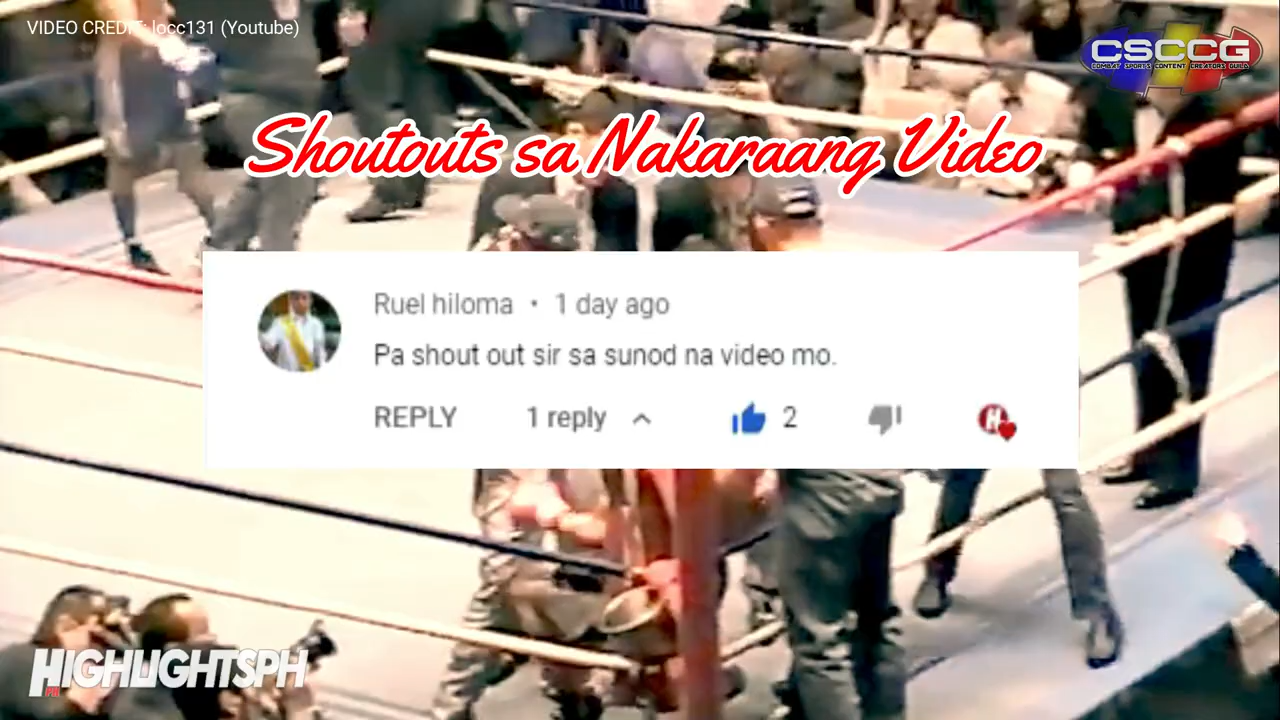 VIDEO CREDIT: locc131 (Youtube)
CSCCG
COMBAT SPORTS CONTENT CREATORS GUILD
Shoutouts sa Nakaraang Video
Ruel hiloma • 1 day ago
Pa shout out sir sa sunod na video mo.
REPLY 1 reply 2
H
HIGHLIGHTSPH
PH